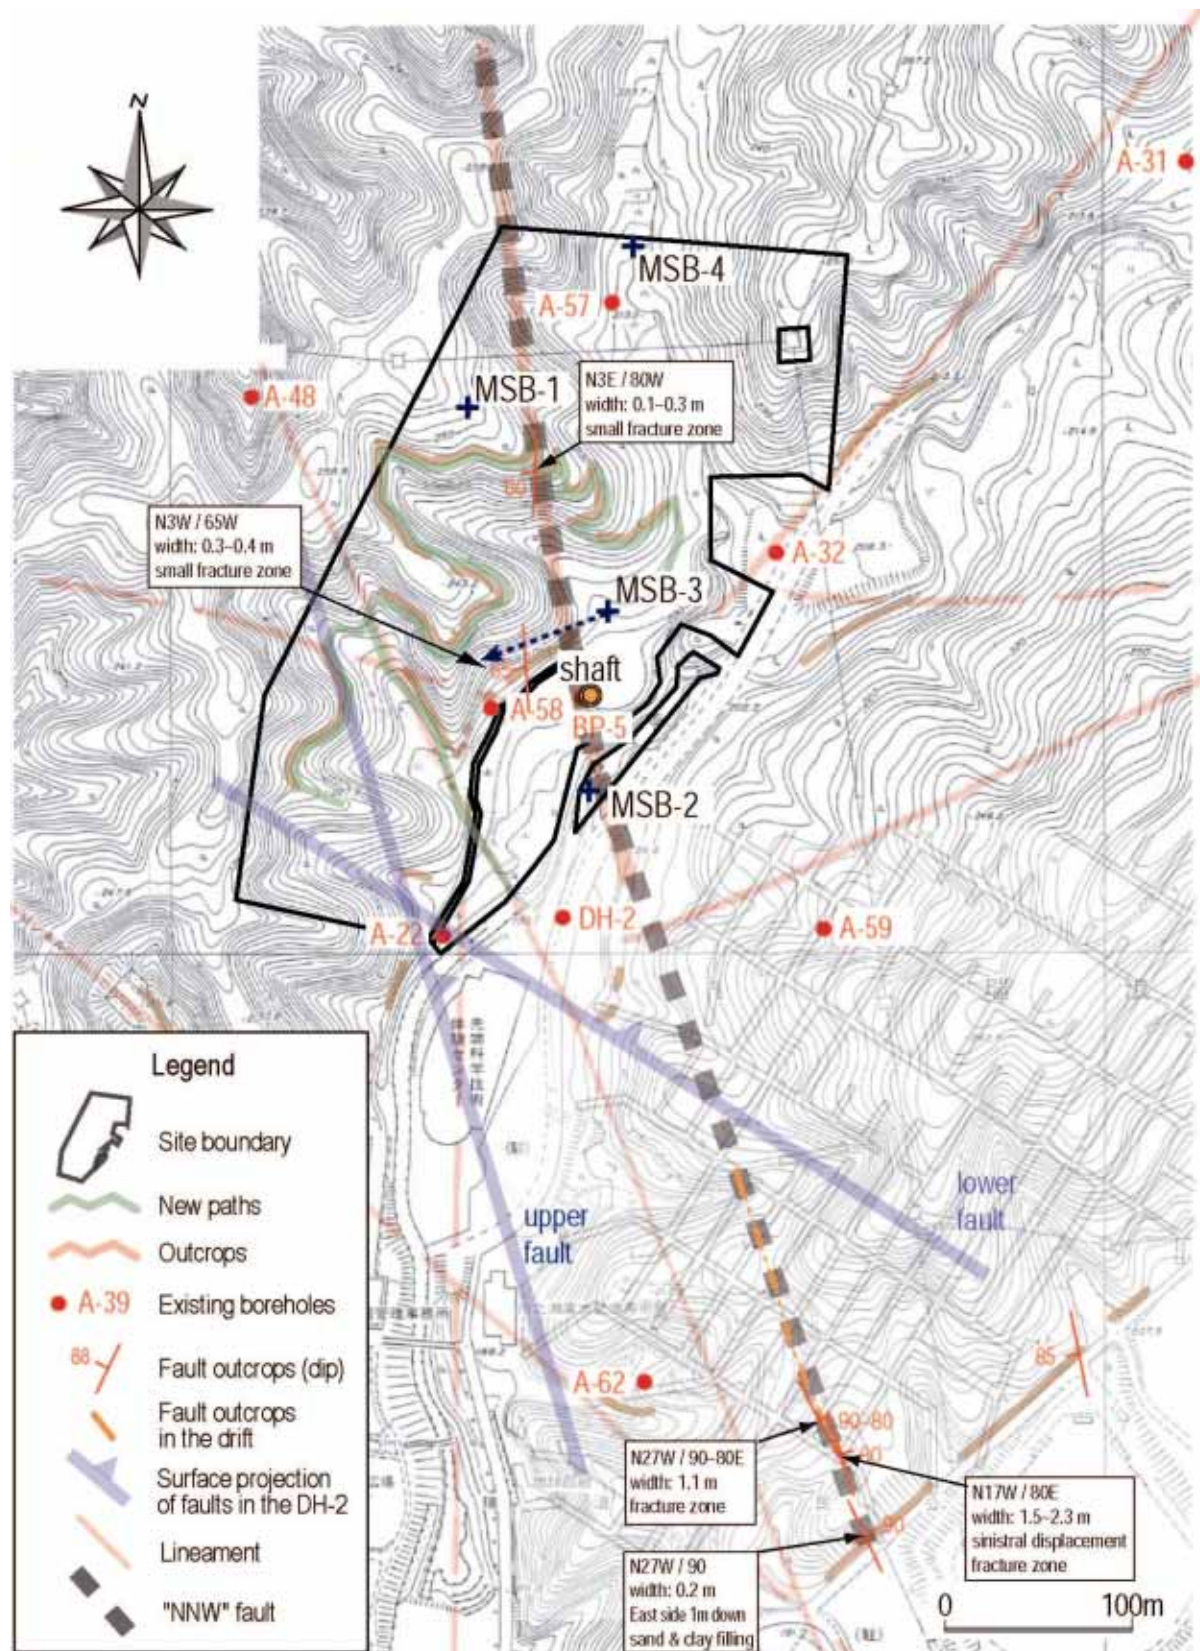 N
A-31
MSB-4
A-57
MSB-1
A-48
N3E / 80W
width: 0.1–0.3 m
small fracture zone
N3W / 65W
width: 0.3–0.4 m
small fracture zone
A-32
MSB-3
shaft
A-58
BP-5
MSB-2
DH-2
A-59
A-22
upper
fault
lower
fault
85
A-62
90–80
N27W / 90–80E
width: 1.1 m
fracture zone
N17W / 80E
width: 1.5–2.3 m
sinistral displacement
fracture zone
90
N27W / 90
width: 0.2 m
East side 1m down
sand & clay filling
0 100m
Legend
Site boundary
New paths
Outcrops
A-39 Existing boreholes
88 Fault outcrops (dip)
Fault outcrops
in the drift
Surface projection
of faults in the DH-2
Lineament
"NNW" fault